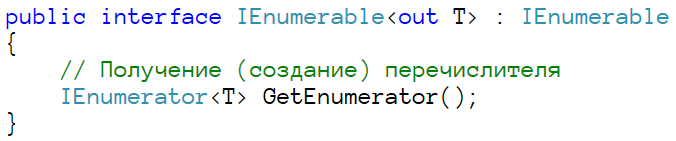 public interface IEnumerable<out T> : IEnumerable
{
    // Получение (создание) перечислителя
    IEnumerator<T> GetEnumerator();
}